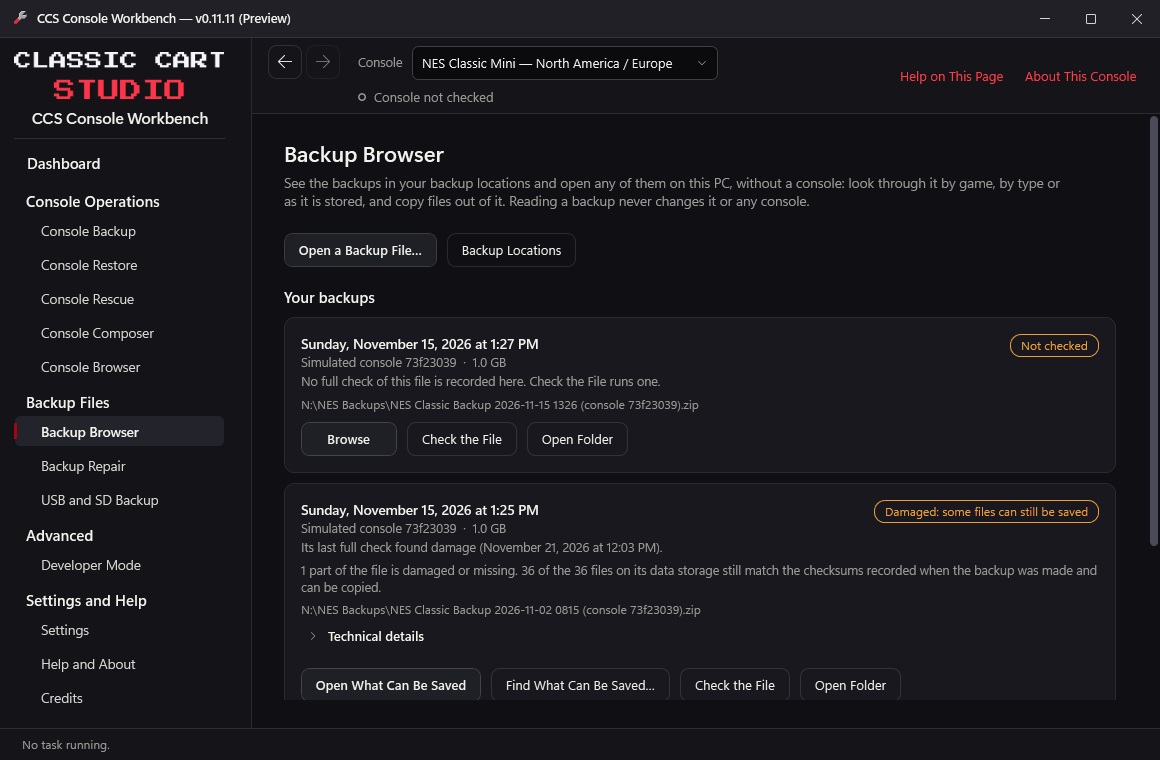 CCS Console Workbench — v0.11.11 (Preview)
CLASSIC CART
STUDIO
CCS Console Workbench
Dashboard
Console Operations
Console Backup
Console Restore
Console Rescue
Console Composer
Console Browser
Backup Files
Backup Browser
Backup Repair
USB and SD Backup
Advanced
Developer Mode
Settings and Help
Settings
Help and About
Credits
Console
NES Classic Mini — North America / Europe
Console not checked
Help on This Page
About This Console
Backup Browser
See the backups in your backup locations and open any of them on this PC, without a console: look through it by game, by type or
as it is stored, and copy files out of it. Reading a backup never changes it or any console.
Open a Backup File...
Backup Locations
Your backups
Sunday, November 15, 2026 at 1:27 PM
Not checked
Simulated console 73f23039 · 1.0 GB
No full check of this file is recorded here. Check the File runs one.
N:\NES Backups\NES Classic Backup 2026-11-15 1326 (console 73f23039).zip
Browse
Check the File
Open Folder
Sunday, November 15, 2026 at 1:25 PM
Damaged: some files can still be saved
Simulated console 73f23039 · 1.0 GB
Its last full check found damage (November 21, 2026 at 12:03 PM).
1 part of the file is damaged or missing. 36 of the 36 files on its data storage still match the checksums recorded when the backup was made and
can be copied.
N:\NES Backups\NES Classic Backup 2026-11-02 0815 (console 73f23039).zip
Technical details
Open What Can Be Saved
Find What Can Be Saved...
Check the File
Open Folder
No task running.